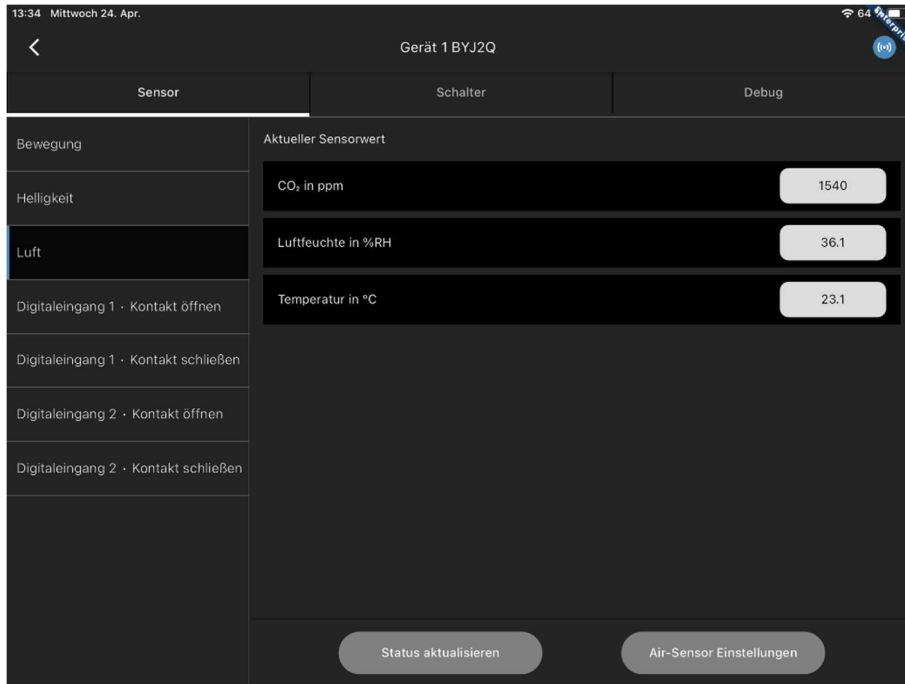 13:34 Mittwoch 24. Apr.
64
Gerät 1 BYJ2Q
Sensor
Schalter
Debug
Bewegung
Helligkeit
Luft
Digitaleingang 1 · Kontakt öffnen
Digitaleingang 1 · Kontakt schließen
Digitaleingang 2 · Kontakt öffnen
Digitaleingang 2 · Kontakt schließen
Aktueller Sensorwert
CO₂ in ppm
1540
Luftfeuchte in %RH
36.1
Temperatur in °C
23.1
Status aktualisieren
Air-Sensor Einstellungen